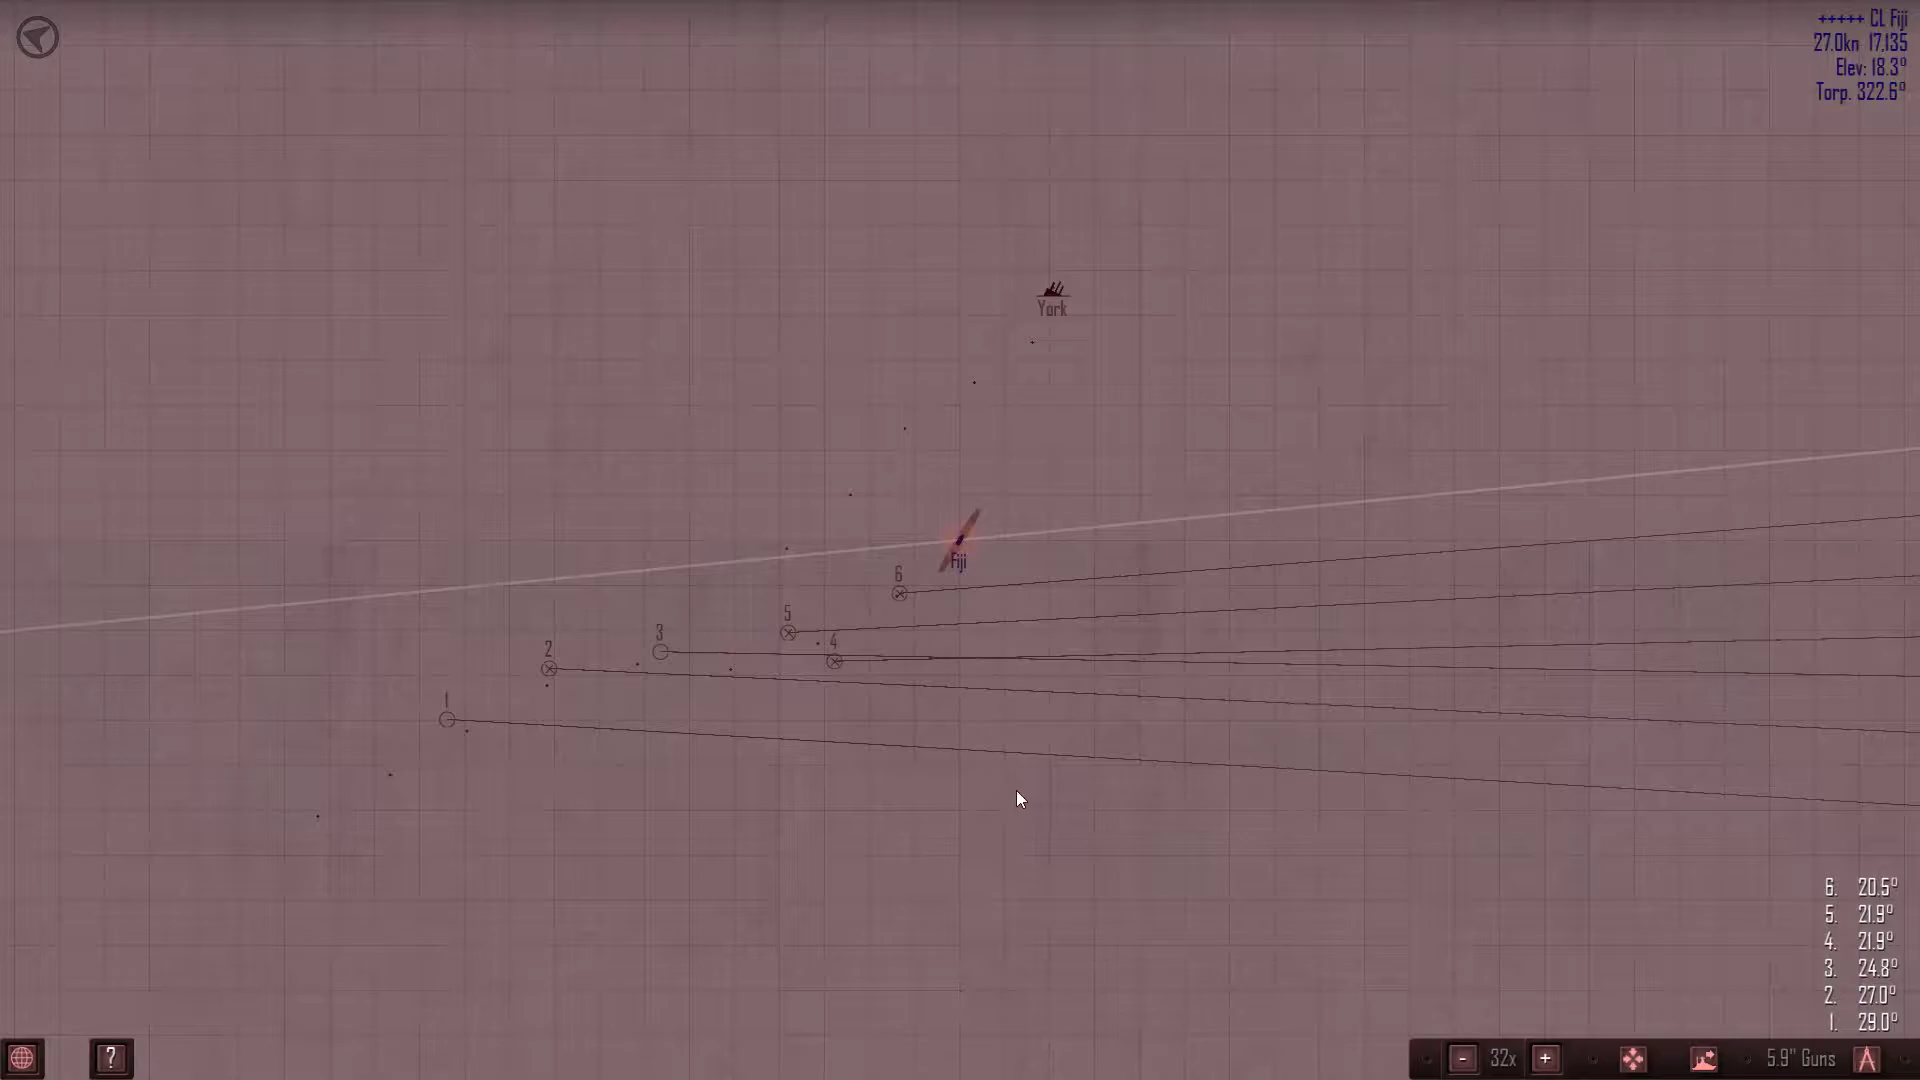 +++++ CL Fiji
27.0kn 17,135
Elev: 18.3°
Torp. 322.6°
York
Fiji
6
5
4
3
2
1
6. 20.5°
5. 21.9°
4. 21.9°
3. 24.8°
2. 27.0°
1. 29.0°
?
- 32x + 5.9" Guns